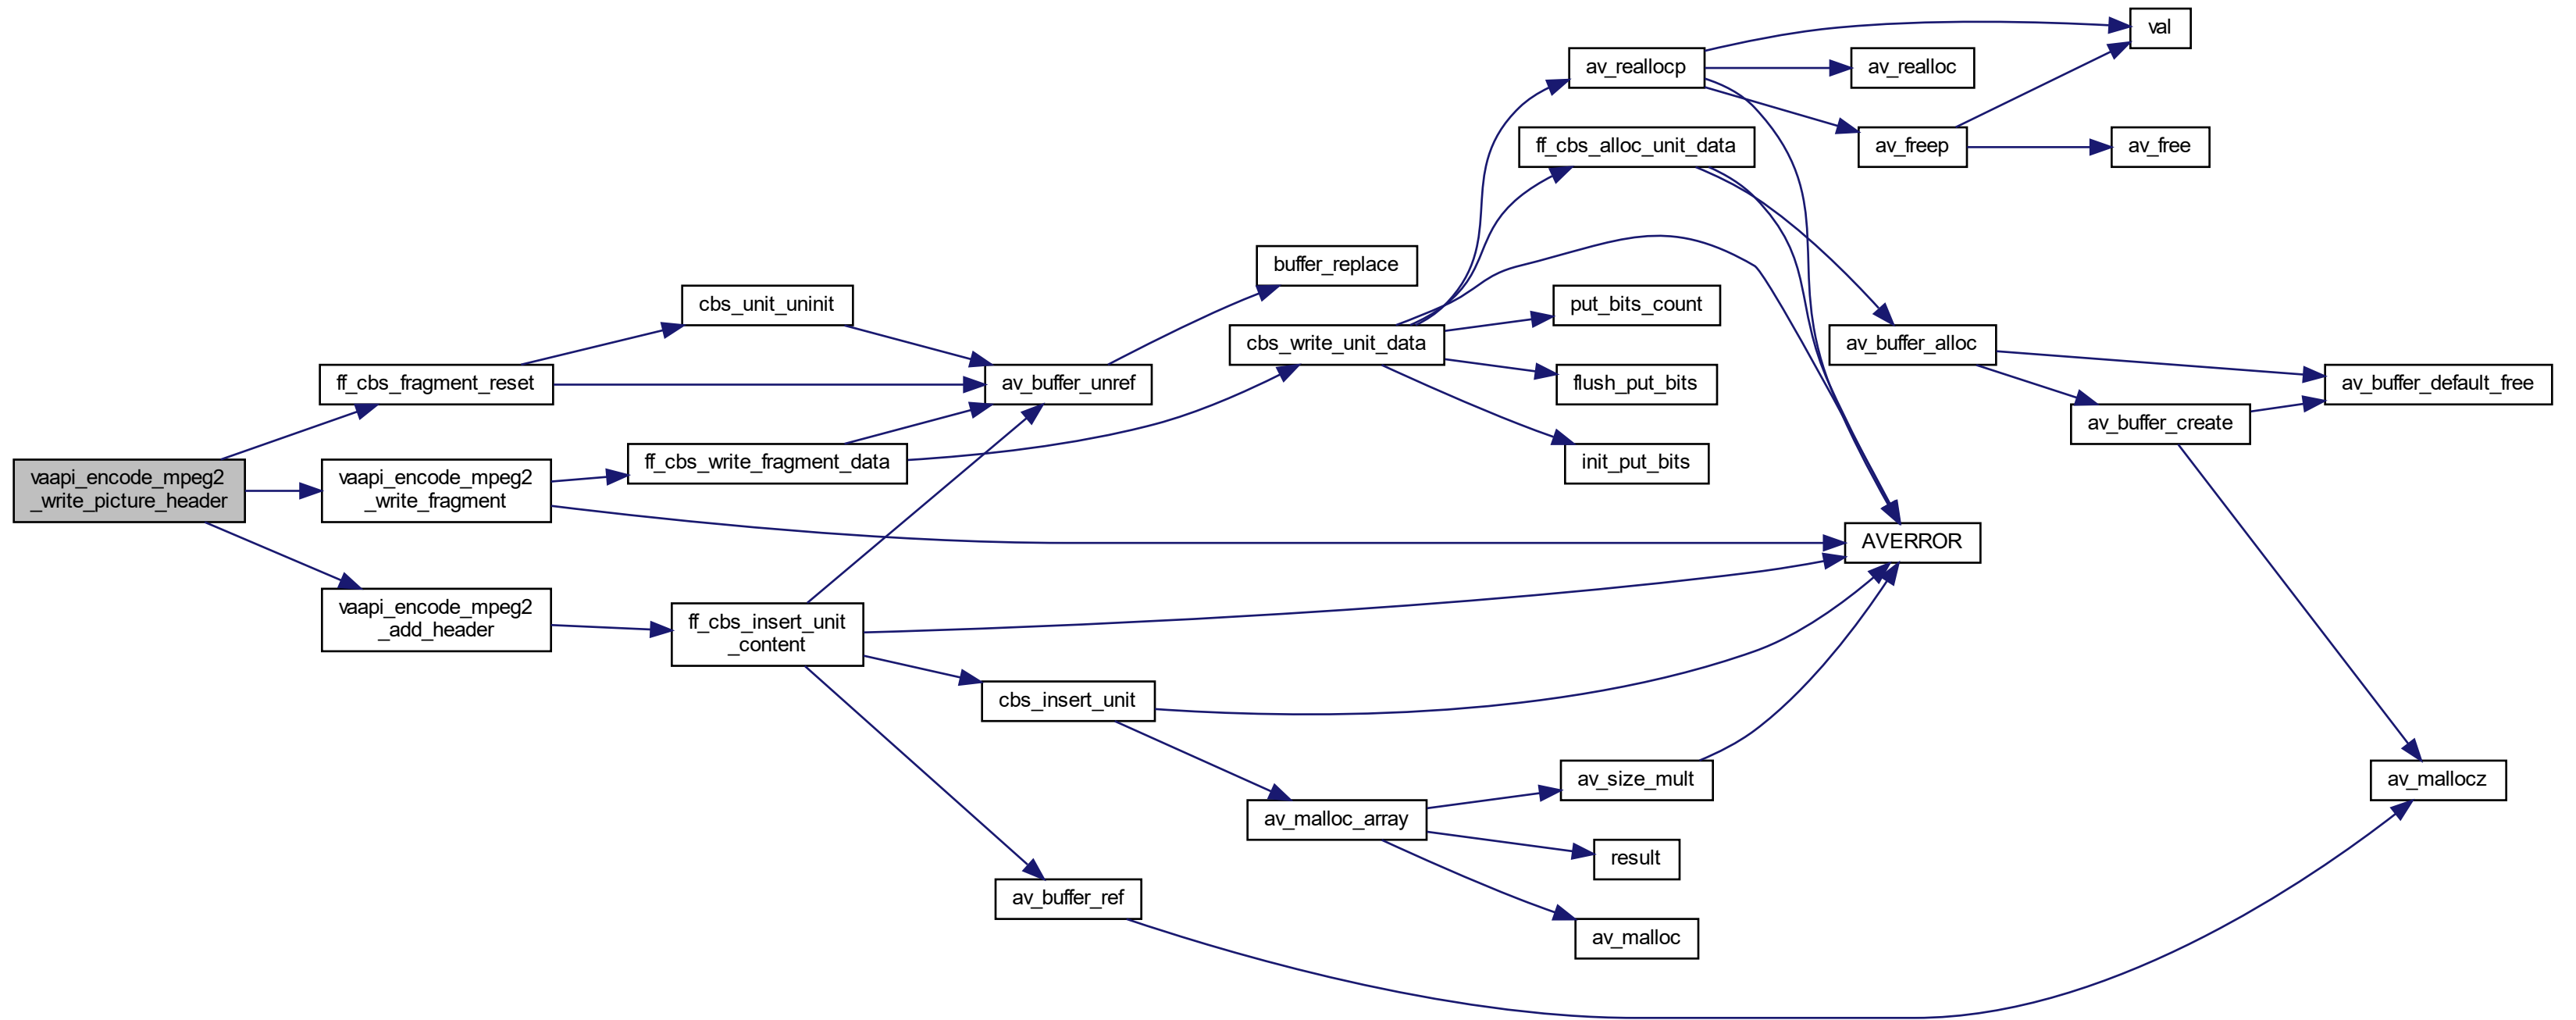 vaapi_encode_mpeg2
_write_picture_header
ff_cbs_fragment_reset
vaapi_encode_mpeg2
_write_fragment
vaapi_encode_mpeg2
_add_header
cbs_unit_uninit
ff_cbs_write_fragment_data
ff_cbs_insert_unit
_content
av_buffer_unref
cbs_insert_unit
av_buffer_ref
buffer_replace
cbs_write_unit_data
av_malloc_array
av_reallocp
ff_cbs_alloc_unit_data
put_bits_count
flush_put_bits
init_put_bits
av_size_mult
result
av_malloc
val
av_realloc
av_freep
av_free
av_buffer_alloc
av_buffer_default_free
av_buffer_create
AVERROR
av_mallocz